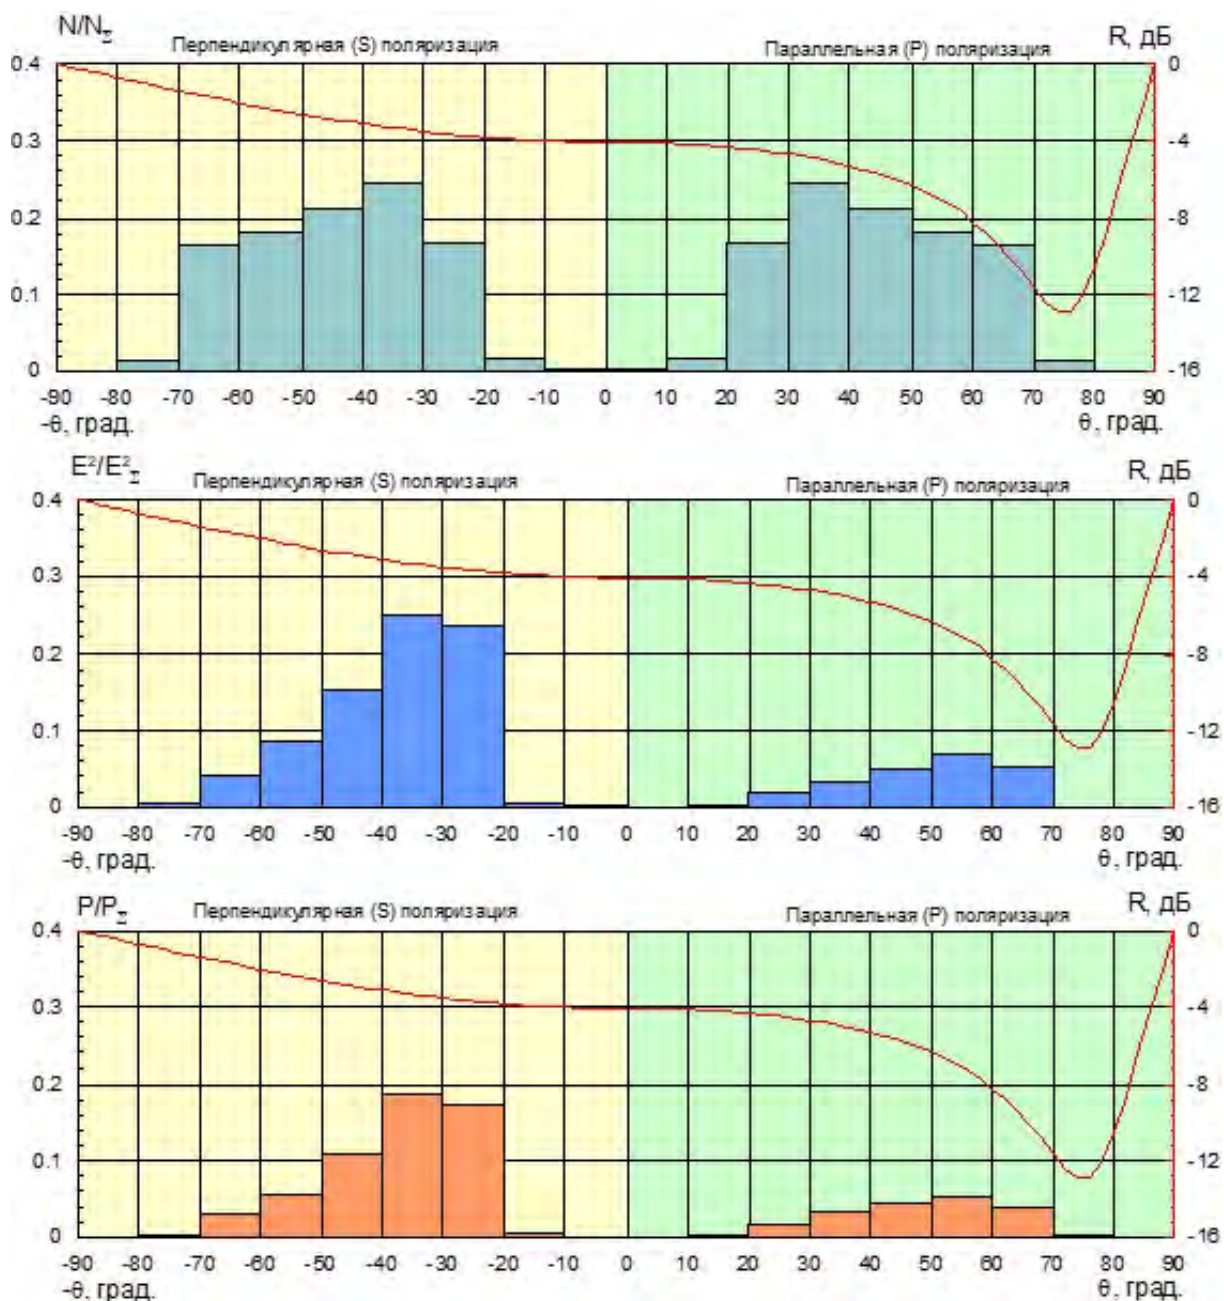 N/N_Σ Перпендикулярная (S) поляризация Параллельная (P) поляризация R, дБ
0.4 0
0.3 -4
0.2 -8
0.1 -12
0 -16
-90 -80 -70 -60 -50 -40 -30 -20 -10 0 10 20 30 40 50 60 70 80 90
-θ, град. θ, град.
E²/E²_Σ Перпендикулярная (S) поляризация Параллельная (P) поляризация R, дБ
0.4 0
0.3 -4
0.2 -8
0.1 -12
0 -16
-90 -80 -70 -60 -50 -40 -30 -20 -10 0 10 20 30 40 50 60 70 80 90
-θ, град. θ, град.
P/P_Σ Перпендикулярная (S) поляризация Параллельная (P) поляризация R, дБ
0.4 0
0.3 -4
0.2 -8
0.1 -12
0 -16
-90 -80 -70 -60 -50 -40 -30 -20 -10 0 10 20 30 40 50 60 70 80 90
-θ, град. θ, град.